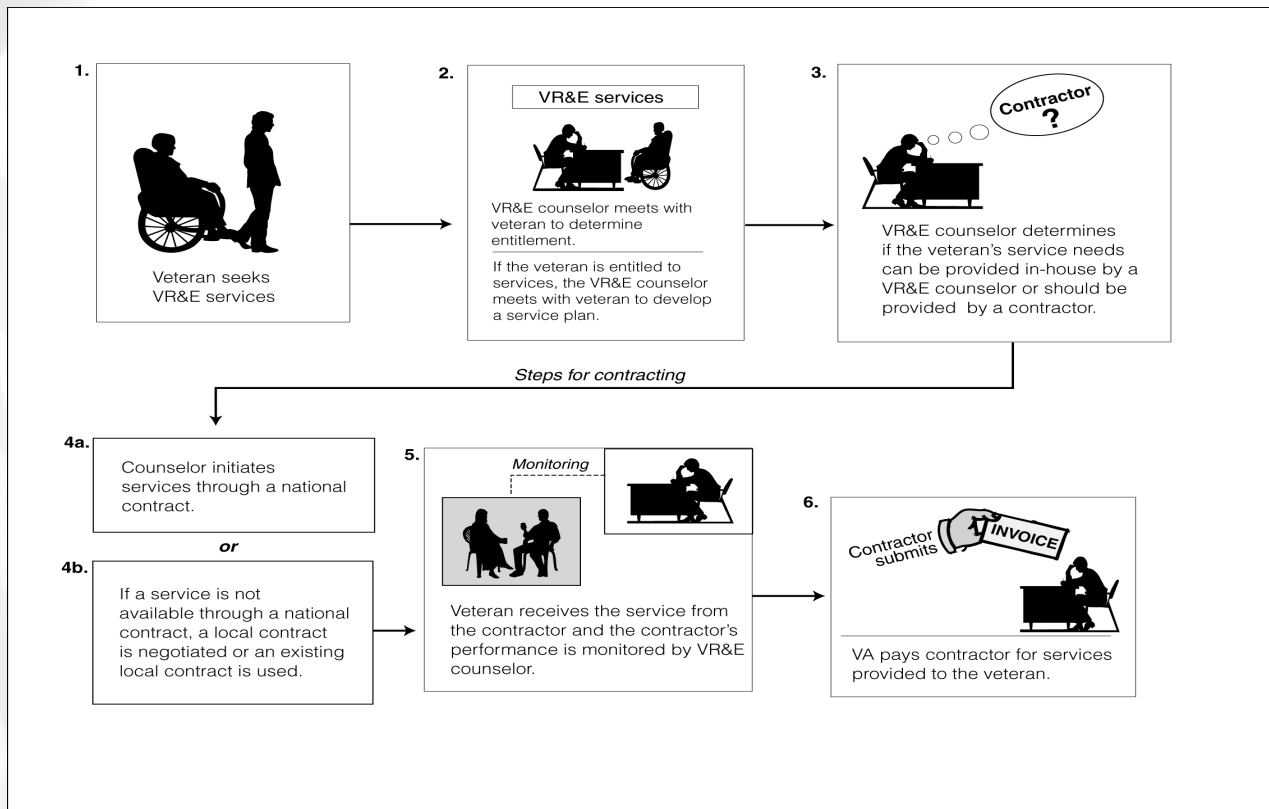 1.
Veteran seeks
VR&E services
2.
VR&E services
VR&E counselor meets with
veteran to determine
entitlement.
If the veteran is entitled to
services, the VR&E counselor
meets with veteran to develop
a service plan.
3.
Contractor
?
VR&E counselor determines
if the veteran's service needs
can be provided in-house by a
VR&E counselor or should be
provided by a contractor.
Steps for contracting
4a.
Counselor initiates
services through a national
contract.
or
4b.
If a service is not
available through a national
contract, a local contract
is negotiated or an existing
local contract is used.
5.
Monitoring
Veteran receives the service from
the contractor and the contractor's
performance is monitored by VR&E
counselor.
6.
Contractor
submits
INVOICE
VA pays contractor for services
provided to the veteran.